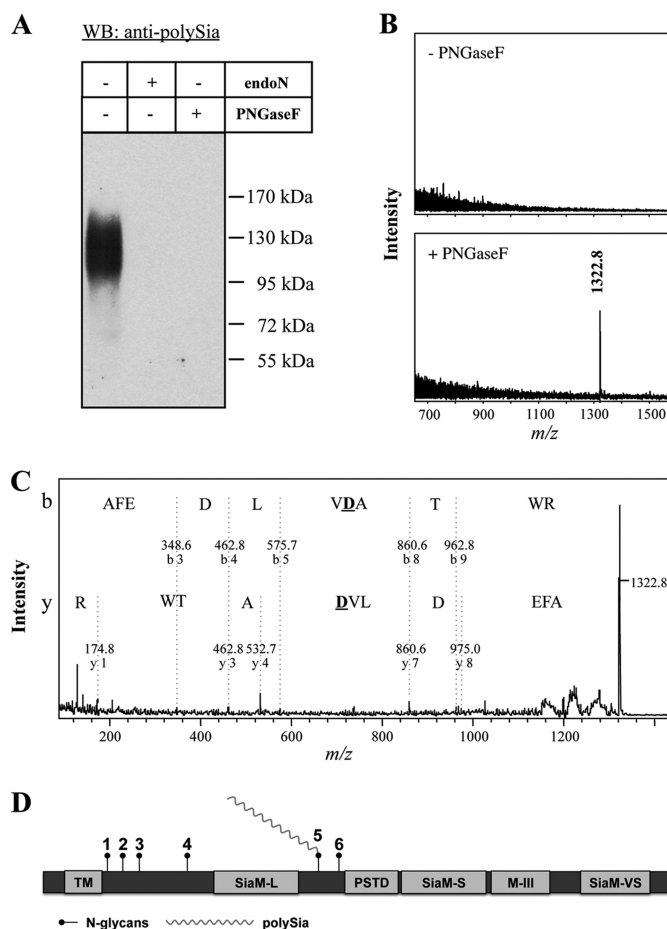 A
WB: anti-polySia
- + - endoN
- - + PNGaseF
170 kDa
130 kDa
95 kDa
72 kDa
55 kDa
B
- PNGaseF
+ PNGaseF
1322.8
Intensity
700 900 1100 1300 1500
m/z
C
b AFE D L VDA T WR
348.6 462.8 575.7 860.6 962.8
b 3 b 4 b 5 b 8 b 9
1322.8
y R WT A DVL D EFA
174.8 462.8 532.7 860.6 975.0
y 1 y 3 y 4 y 7 y 8
Intensity
200 400 600 800 1000 1200
m/z
D
1 2 3 4 5 6
TM SiaM-L PSTD SiaM-S M-III SiaM-VS
N-glycans polySia